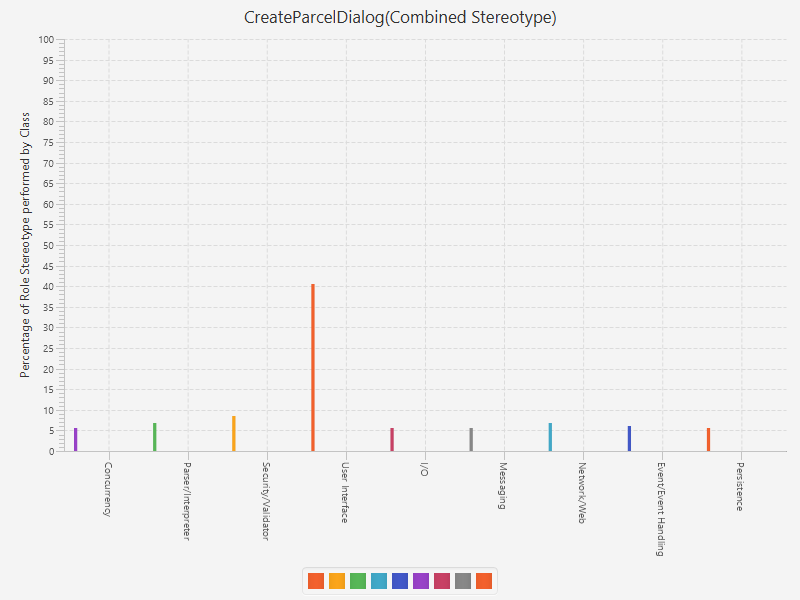 CreateParcelDialog(Combined Stereotype)
Percentage of Role Stereotype performed by Class
100
95
90
85
80
75
70
65
60
55
50
45
40
35
30
25
20
15
10
5
0
Concurrency
Parser/Interpreter
Security/Validator
User Interface
I/O
Messaging
Network/Web
Event/Event Handling
Persistence